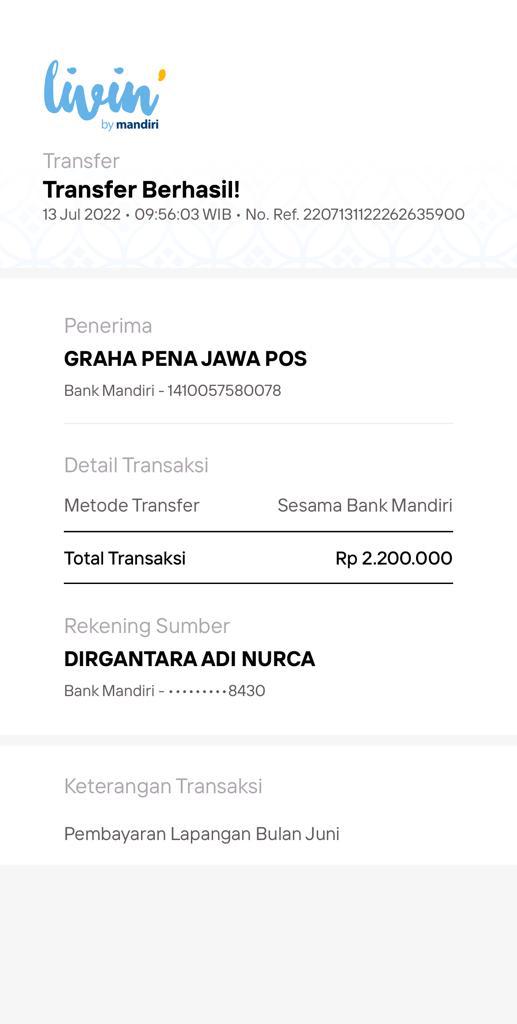 livin'
by mandiri
Transfer
Transfer Berhasil!
13 Jul 2022 • 09:56:03 WIB • No. Ref. 2207131122262635900
Penerima
GRAHA PENA JAWA POS
Bank Mandiri - 1410057580078
Detail Transaksi
Metode Transfer Sesama Bank Mandiri
Total Transaksi Rp 2.200.000
Rekening Sumber
DIRGANTARA ADI NURCA
Bank Mandiri - •••••••••8430
Keterangan Transaksi
Pembayaran Lapangan Bulan Juni